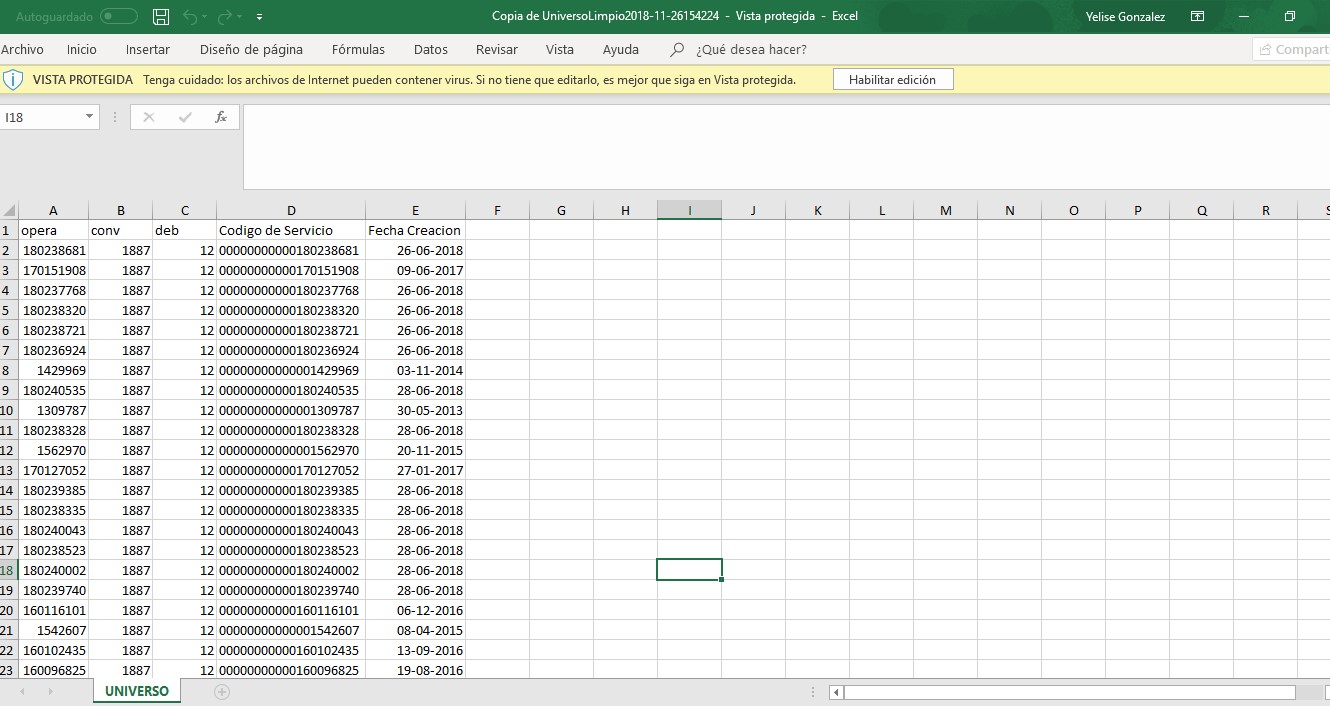 Autoguardado Copia de UniversoLimpio2018-11-26154224 - Vista protegida - Excel Yelise Gonzalez
Archivo Inicio Insertar Diseño de página Fórmulas Datos Revisar Vista Ayuda ¿Qué desea hacer? Compart
VISTA PROTEGIDA Tenga cuidado: los archivos de Internet pueden contener virus. Si no tiene que editarlo, es mejor que siga en Vista protegida. Habilitar edición
I18 fx
A B C D E F G H I J K L M N O P Q R S
1 opera conv deb Codigo de Servicio Fecha Creacion
2 180238681 1887 12 00000000000180238681 26-06-2018
3 170151908 1887 12 00000000000170151908 09-06-2017
4 180237768 1887 12 00000000000180237768 26-06-2018
5 180238320 1887 12 00000000000180238320 26-06-2018
6 180238721 1887 12 00000000000180238721 26-06-2018
7 180236924 1887 12 00000000000180236924 26-06-2018
8 1429969 1887 12 00000000000001429969 03-11-2014
9 180240535 1887 12 00000000000180240535 28-06-2018
10 1309787 1887 12 00000000000001309787 30-05-2013
11 180238328 1887 12 00000000000180238328 28-06-2018
12 1562970 1887 12 00000000000001562970 20-11-2015
13 170127052 1887 12 00000000000170127052 27-01-2017
14 180239385 1887 12 00000000000180239385 28-06-2018
15 180238335 1887 12 00000000000180238335 28-06-2018
16 180240043 1887 12 00000000000180240043 28-06-2018
17 180238523 1887 12 00000000000180238523 28-06-2018
18 180240002 1887 12 00000000000180240002 28-06-2018
19 180239740 1887 12 00000000000180239740 28-06-2018
20 160116101 1887 12 00000000000160116101 06-12-2016
21 1542607 1887 12 00000000000001542607 08-04-2015
22 160102435 1887 12 00000000000160102435 13-09-2016
23 160096825 1887 12 00000000000160096825 19-08-2016
UNIVERSO